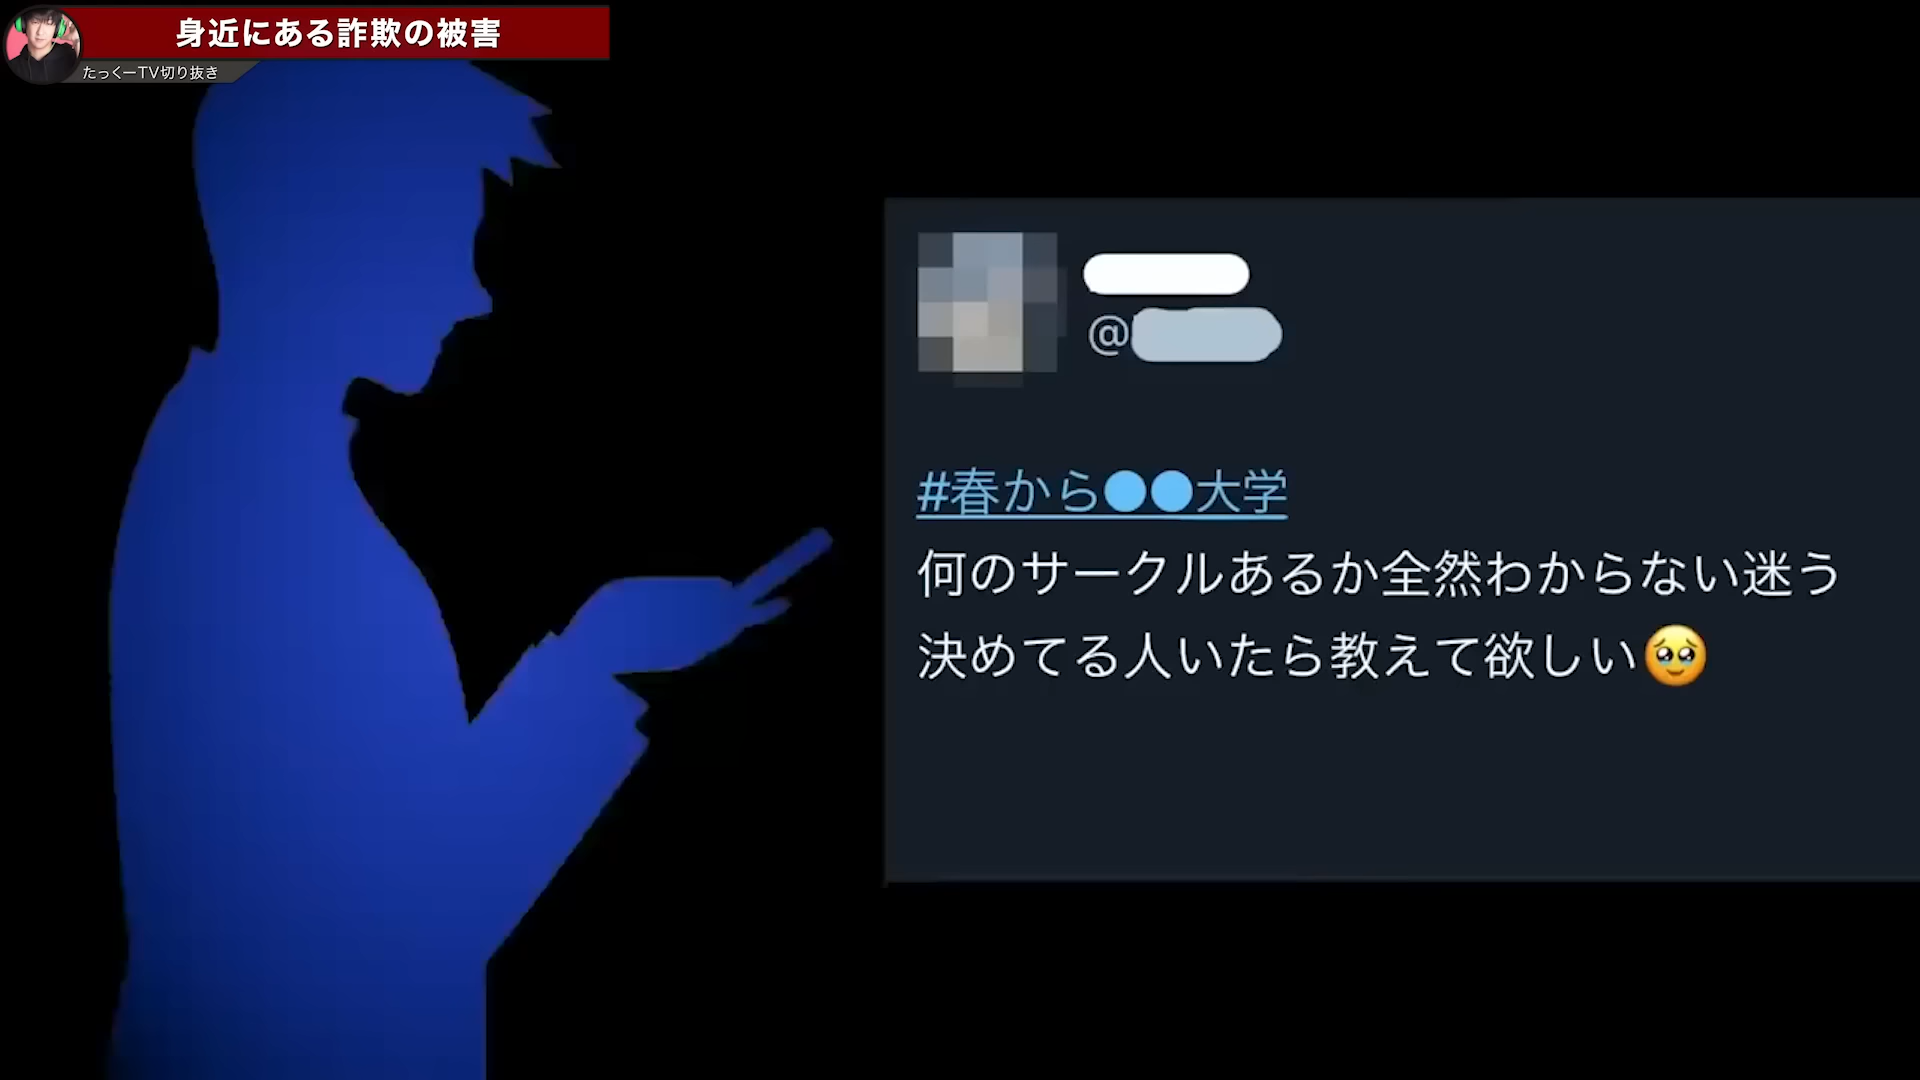 身近にある詐欺の被害
たっくーTV切り抜き
@
#春から●●大学
何のサークルあるか全然わからない迷う
決めてる人いたら教えて欲しい🥹